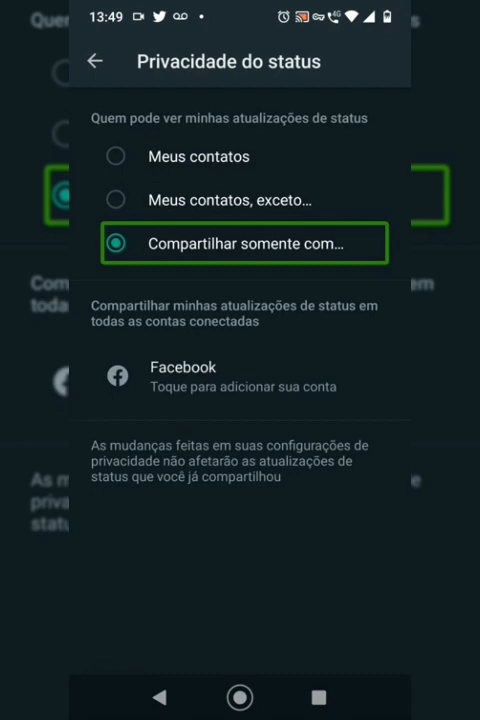 13:49
Privacidade do status
Quem pode ver minhas atualizações de status
Meus contatos
Meus contatos, exceto...
Compartilhar somente com...
Compartilhar minhas atualizações de status em
todas as contas conectadas
Facebook
Toque para adicionar sua conta
As mudanças feitas em suas configurações de
privacidade não afetarão as atualizações de
status que você já compartilhou